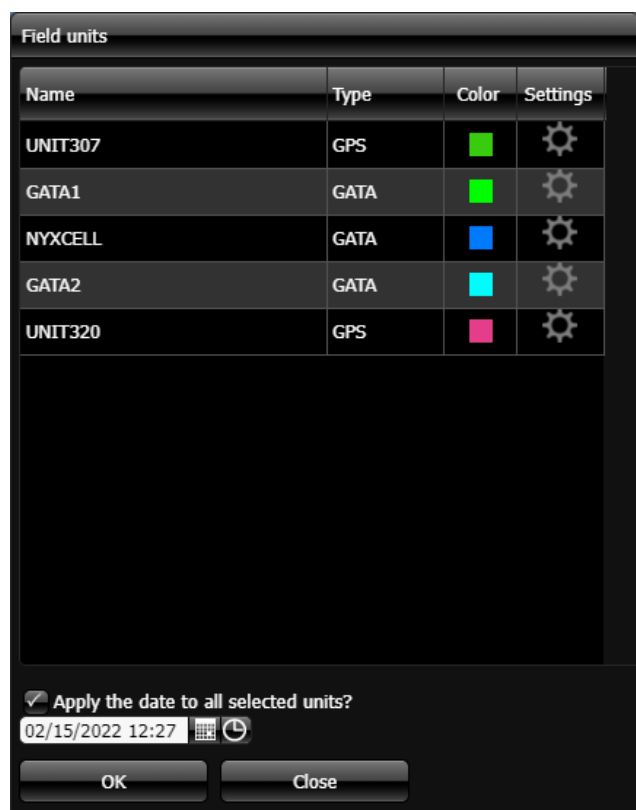 Field units
Name Type Color Settings
UNIT307 GPS
GATA1 GATA
NYXCELL GATA
GATA2 GATA
UNIT320 GPS
Apply the date to all selected units?
02/15/2022 12:27
OK Close